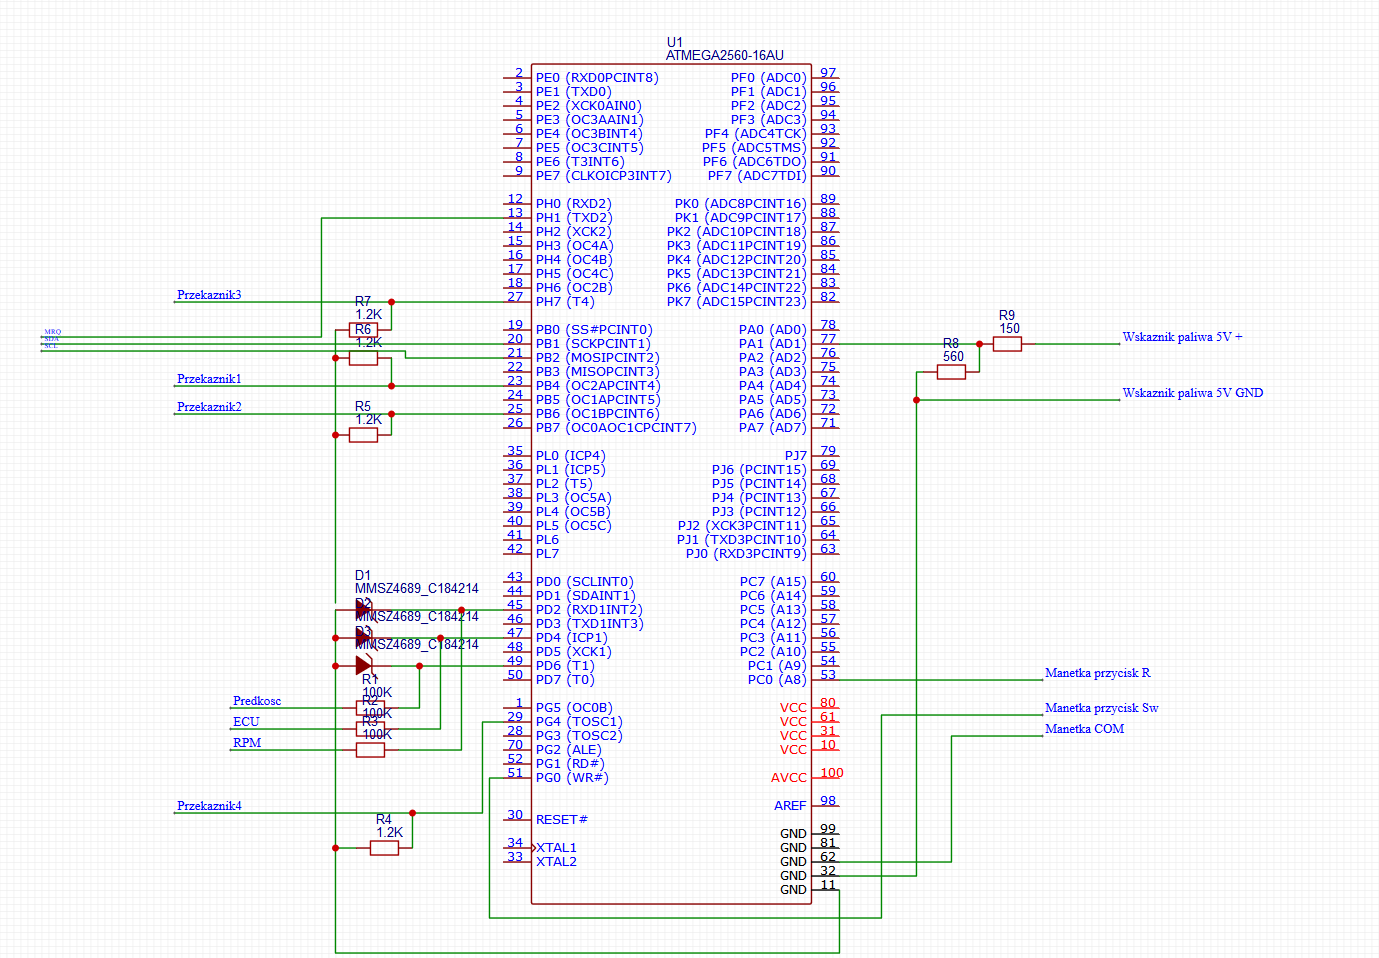 U1
ATMEGA2560-16AU
2 PE0 (RXD0PCINT8) PF0 (ADC0) 97
3 PE1 (TXD0) PF1 (ADC1) 96
4 PE2 (XCK0AIN0) PF2 (ADC2) 95
5 PE3 (OC3AAIN1) PF3 (ADC3) 94
6 PE4 (OC3BINT4) PF4 (ADC4TCK) 93
7 PE5 (OC3CINT5) PF5 (ADC5TMS) 92
8 PE6 (T3INT6) PF6 (ADC6TDO) 91
9 PE7 (CLKOICP3INT7) PF7 (ADC7TDI) 90
12 PH0 (RXD2) PK0 (ADC8PCINT16) 89
13 PH1 (TXD2) PK1 (ADC9PCINT17) 88
14 PH2 (XCK2) PK2 (ADC10PCINT18) 87
15 PH3 (OC4A) PK3 (ADC11PCINT19) 86
16 PH4 (OC4B) PK4 (ADC12PCINT20) 85
17 PH5 (OC4C) PK5 (ADC13PCINT21) 84
18 PH6 (OC2B) PK6 (ADC14PCINT22) 83
Przekaznik3 27 PH7 (T4) PK7 (ADC15PCINT23) 82
R7
1.2K
R9
150
19 PB0 (SS#PCINT0) PA0 (AD0) 78
MRQ
SDA
SCL
R6
1.2K
20 PB1 (SCKPCINT1) PA1 (AD1) 77
Wskaznik paliwa 5V +
R8
560
21 PB2 (MOSIPCINT2) PA2 (AD2) 76
22 PB3 (MISOPCINT3) PA3 (AD3) 75
Przekaznik1 23 PB4 (OC2APCINT4) PA4 (AD4) 74
24 PB5 (OC1APCINT5) PA5 (AD5) 73
Wskaznik paliwa 5V GND
Przekaznik2 25 PB6 (OC1BPCINT6) PA6 (AD6) 72
R5
1.2K
26 PB7 (OC0AOC1CPCINT7) PA7 (AD7) 71
35 PL0 (ICP4) PJ7 79
36 PL1 (ICP5) PJ6 (PCINT15) 69
37 PL2 (T5) PJ5 (PCINT14) 68
38 PL3 (OC5A) PJ4 (PCINT13) 67
39 PL4 (OC5B) PJ3 (PCINT12) 66
40 PL5 (OC5C) PJ2 (XCK3PCINT11) 65
41 PL6 PJ1 (TXD3PCINT10) 64
42 PL7 PJ0 (RXD3PCINT9) 63
D1
MMSZ4689_C184214
43 PD0 (SCLINT0) PC7 (A15) 60
44 PD1 (SDAINT1) PC6 (A14) 59
D2
MMSZ4689_C184214
45 PD2 (RXD1INT2) PC5 (A13) 58
46 PD3 (TXD1INT3) PC4 (A12) 57
D3
MMSZ4689_C184214
47 PD4 (ICP1) PC3 (A11) 56
48 PD5 (XCK1) PC2 (A10) 55
49 PD6 (T1) PC1 (A9) 54
50 PD7 (T0) PC0 (A8) 53
Manetka przycisk R
R1
100K
Predkosc
R2
100K
ECU
R3
100K
RPM
1 PG5 (OC0B) VCC 80
Manetka przycisk Sw
29 PG4 (TOSC1) VCC 61
Manetka COM
28 PG3 (TOSC2) VCC 31
70 PG2 (ALE) VCC 10
52 PG1 (RD#)
51 PG0 (WR#) AVCC 100
Przekaznik4
AREF 98
30 RESET#
R4
1.2K
GND 99
34 XTAL1 GND 81
33 XTAL2 GND 62
GND 32
GND 11